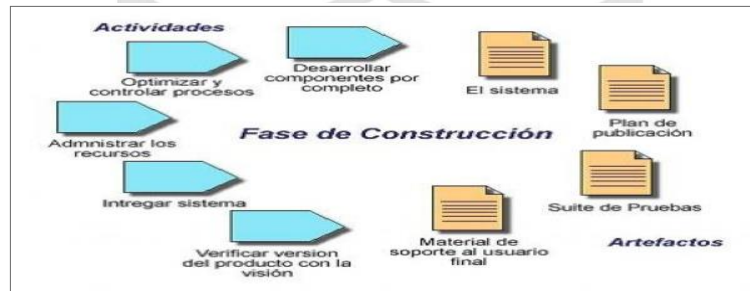 Actividades
Optimizar y
controlar procesos
Desarrollar
componentes por
completo
El sistema
Plan de
publicación
Admnistrar los
recursos
Fase de Construcción
Intregar sistema
Suite de Pruebas
Verificar version
del producto con la
visión
Material de
soporte al usuario
final
Artefactos